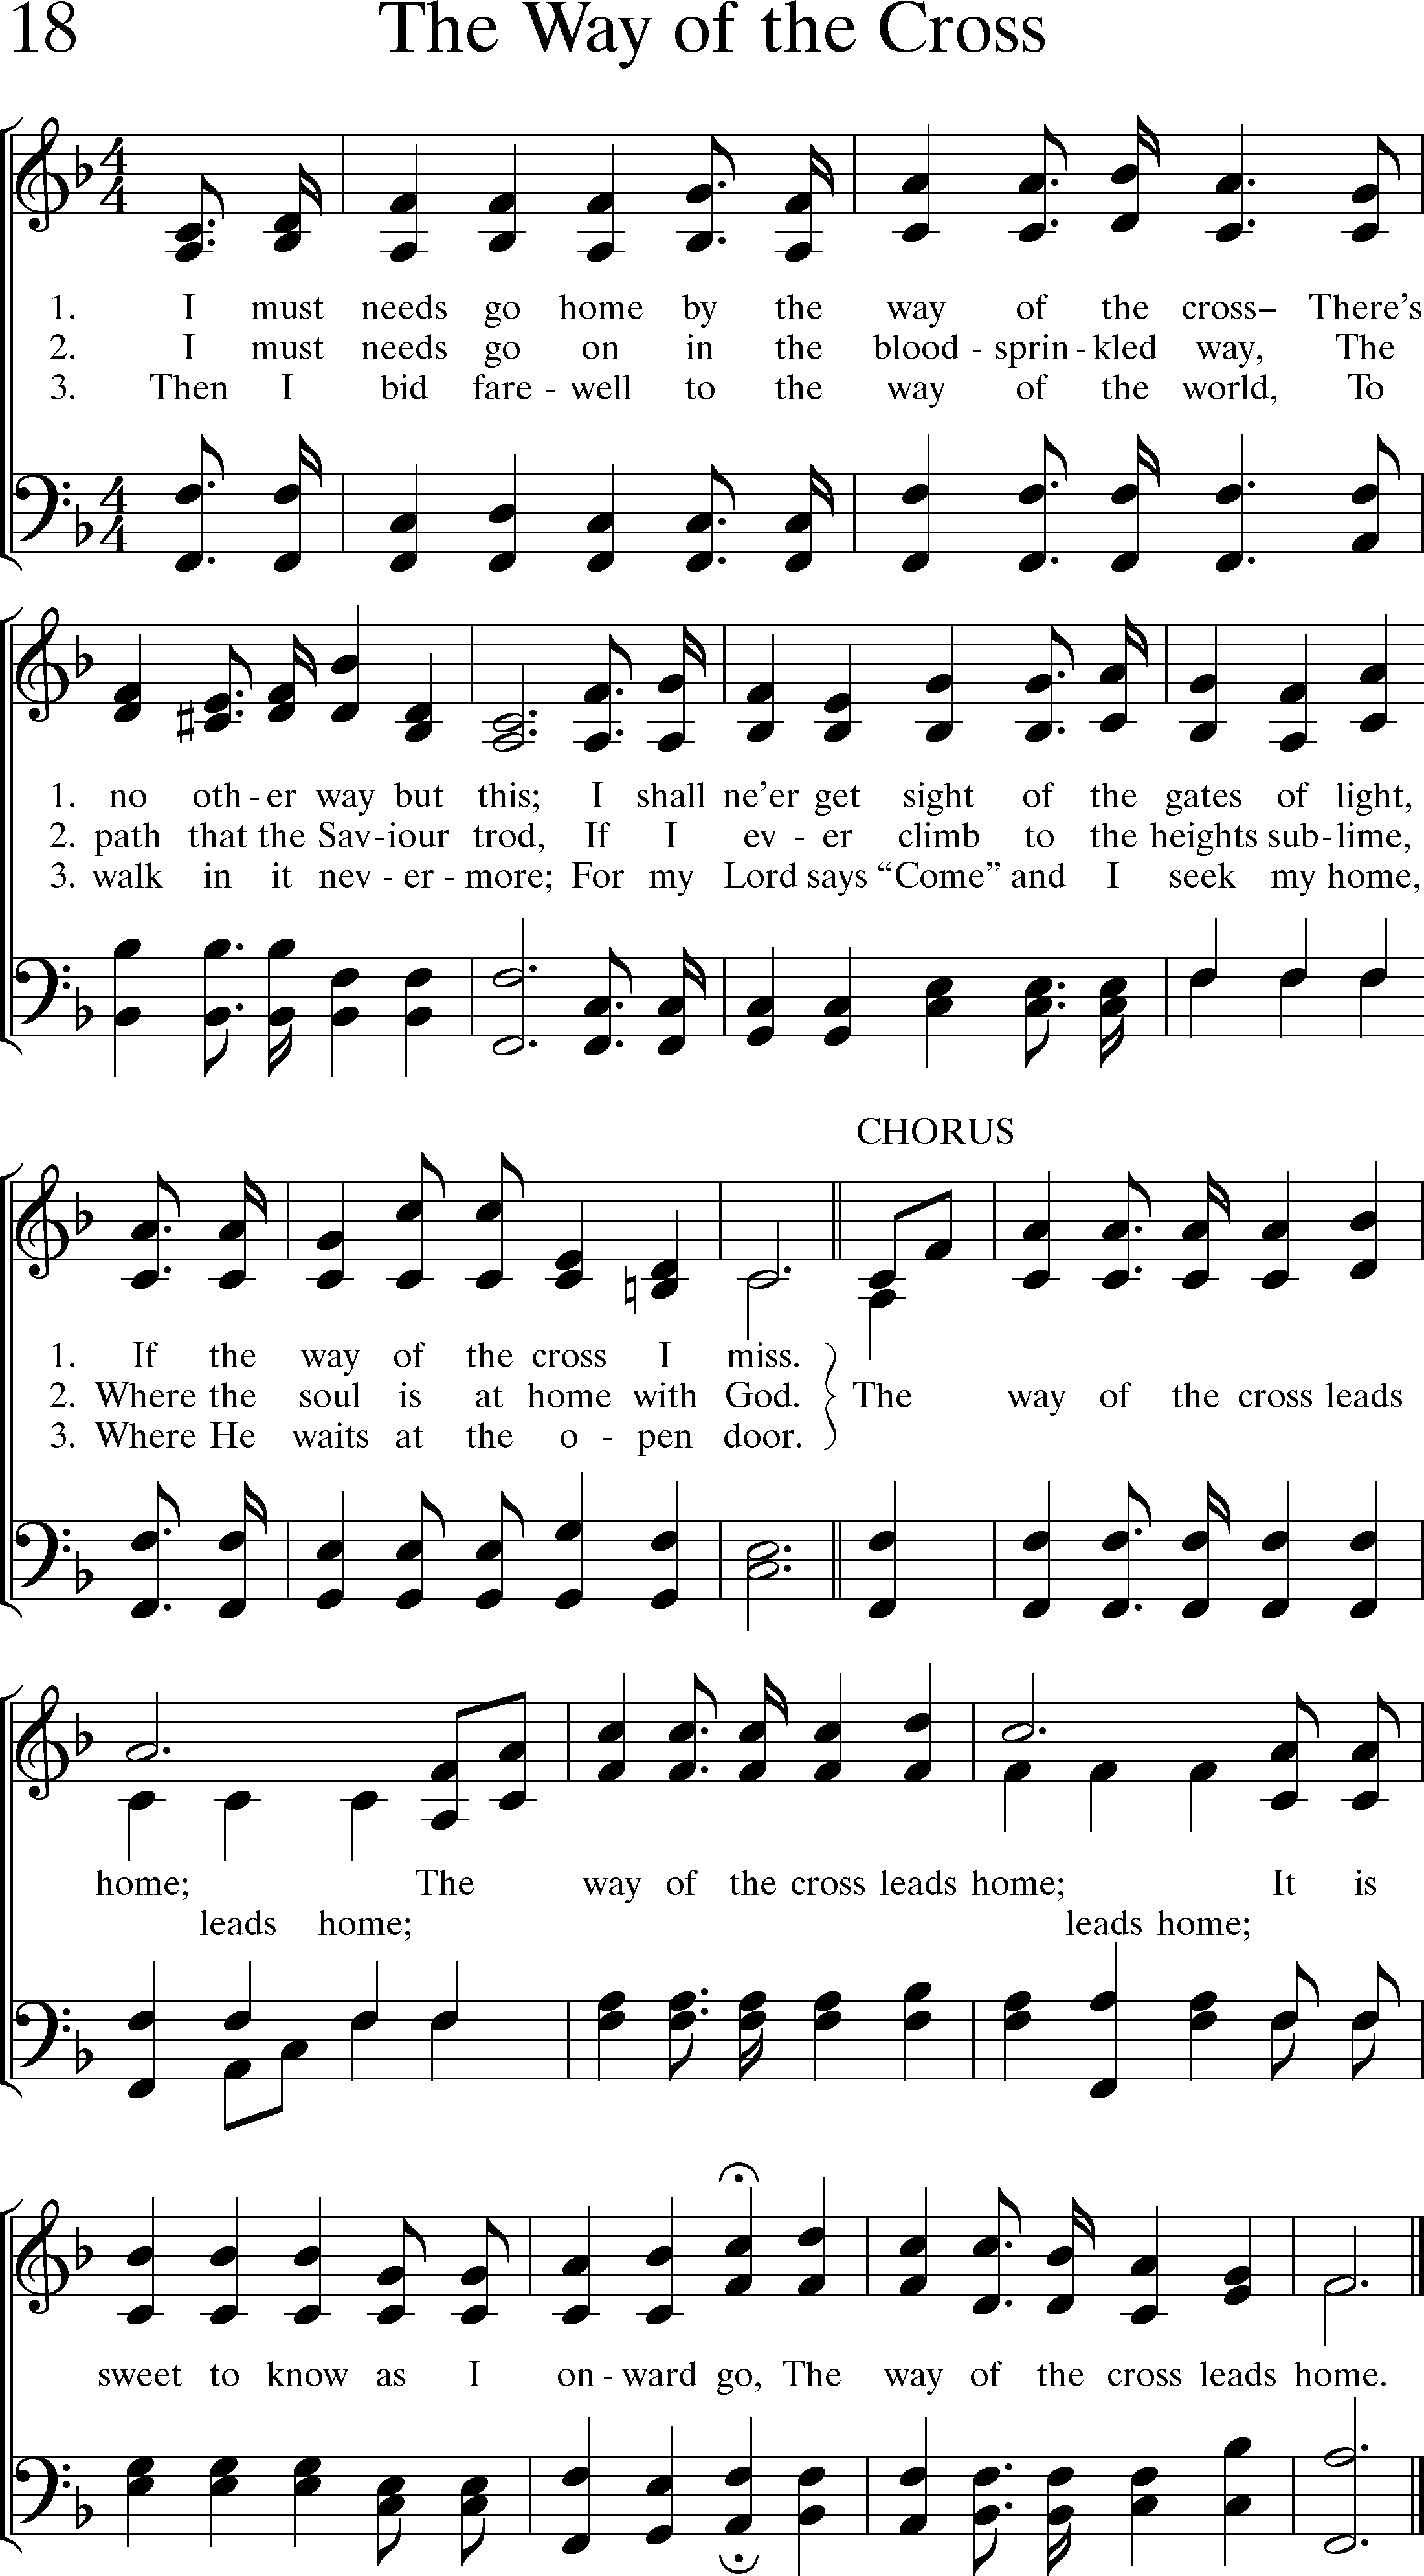 18 The Way of the Cross
1. I must needs go home by the way of the cross– There's
2. I must needs go on in the blood - sprin - kled way, The
3. Then I bid fare - well to the way of the world, To
1. no oth - er way but this; I shall ne'er get sight of the gates of light,
2. path that the Sav - iour trod, If I ev - er climb to the heights sub - lime,
3. walk in it nev - er - more; For my Lord says “Come” and I seek my home,
CHORUS
1. If the way of the cross I miss.
2. Where the soul is at home with God. The way of the cross leads
3. Where He waits at the o - pen door.
home; The way of the cross leads home; It is
leads home; leads home;
sweet to know as I on - ward go, The way of the cross leads home.